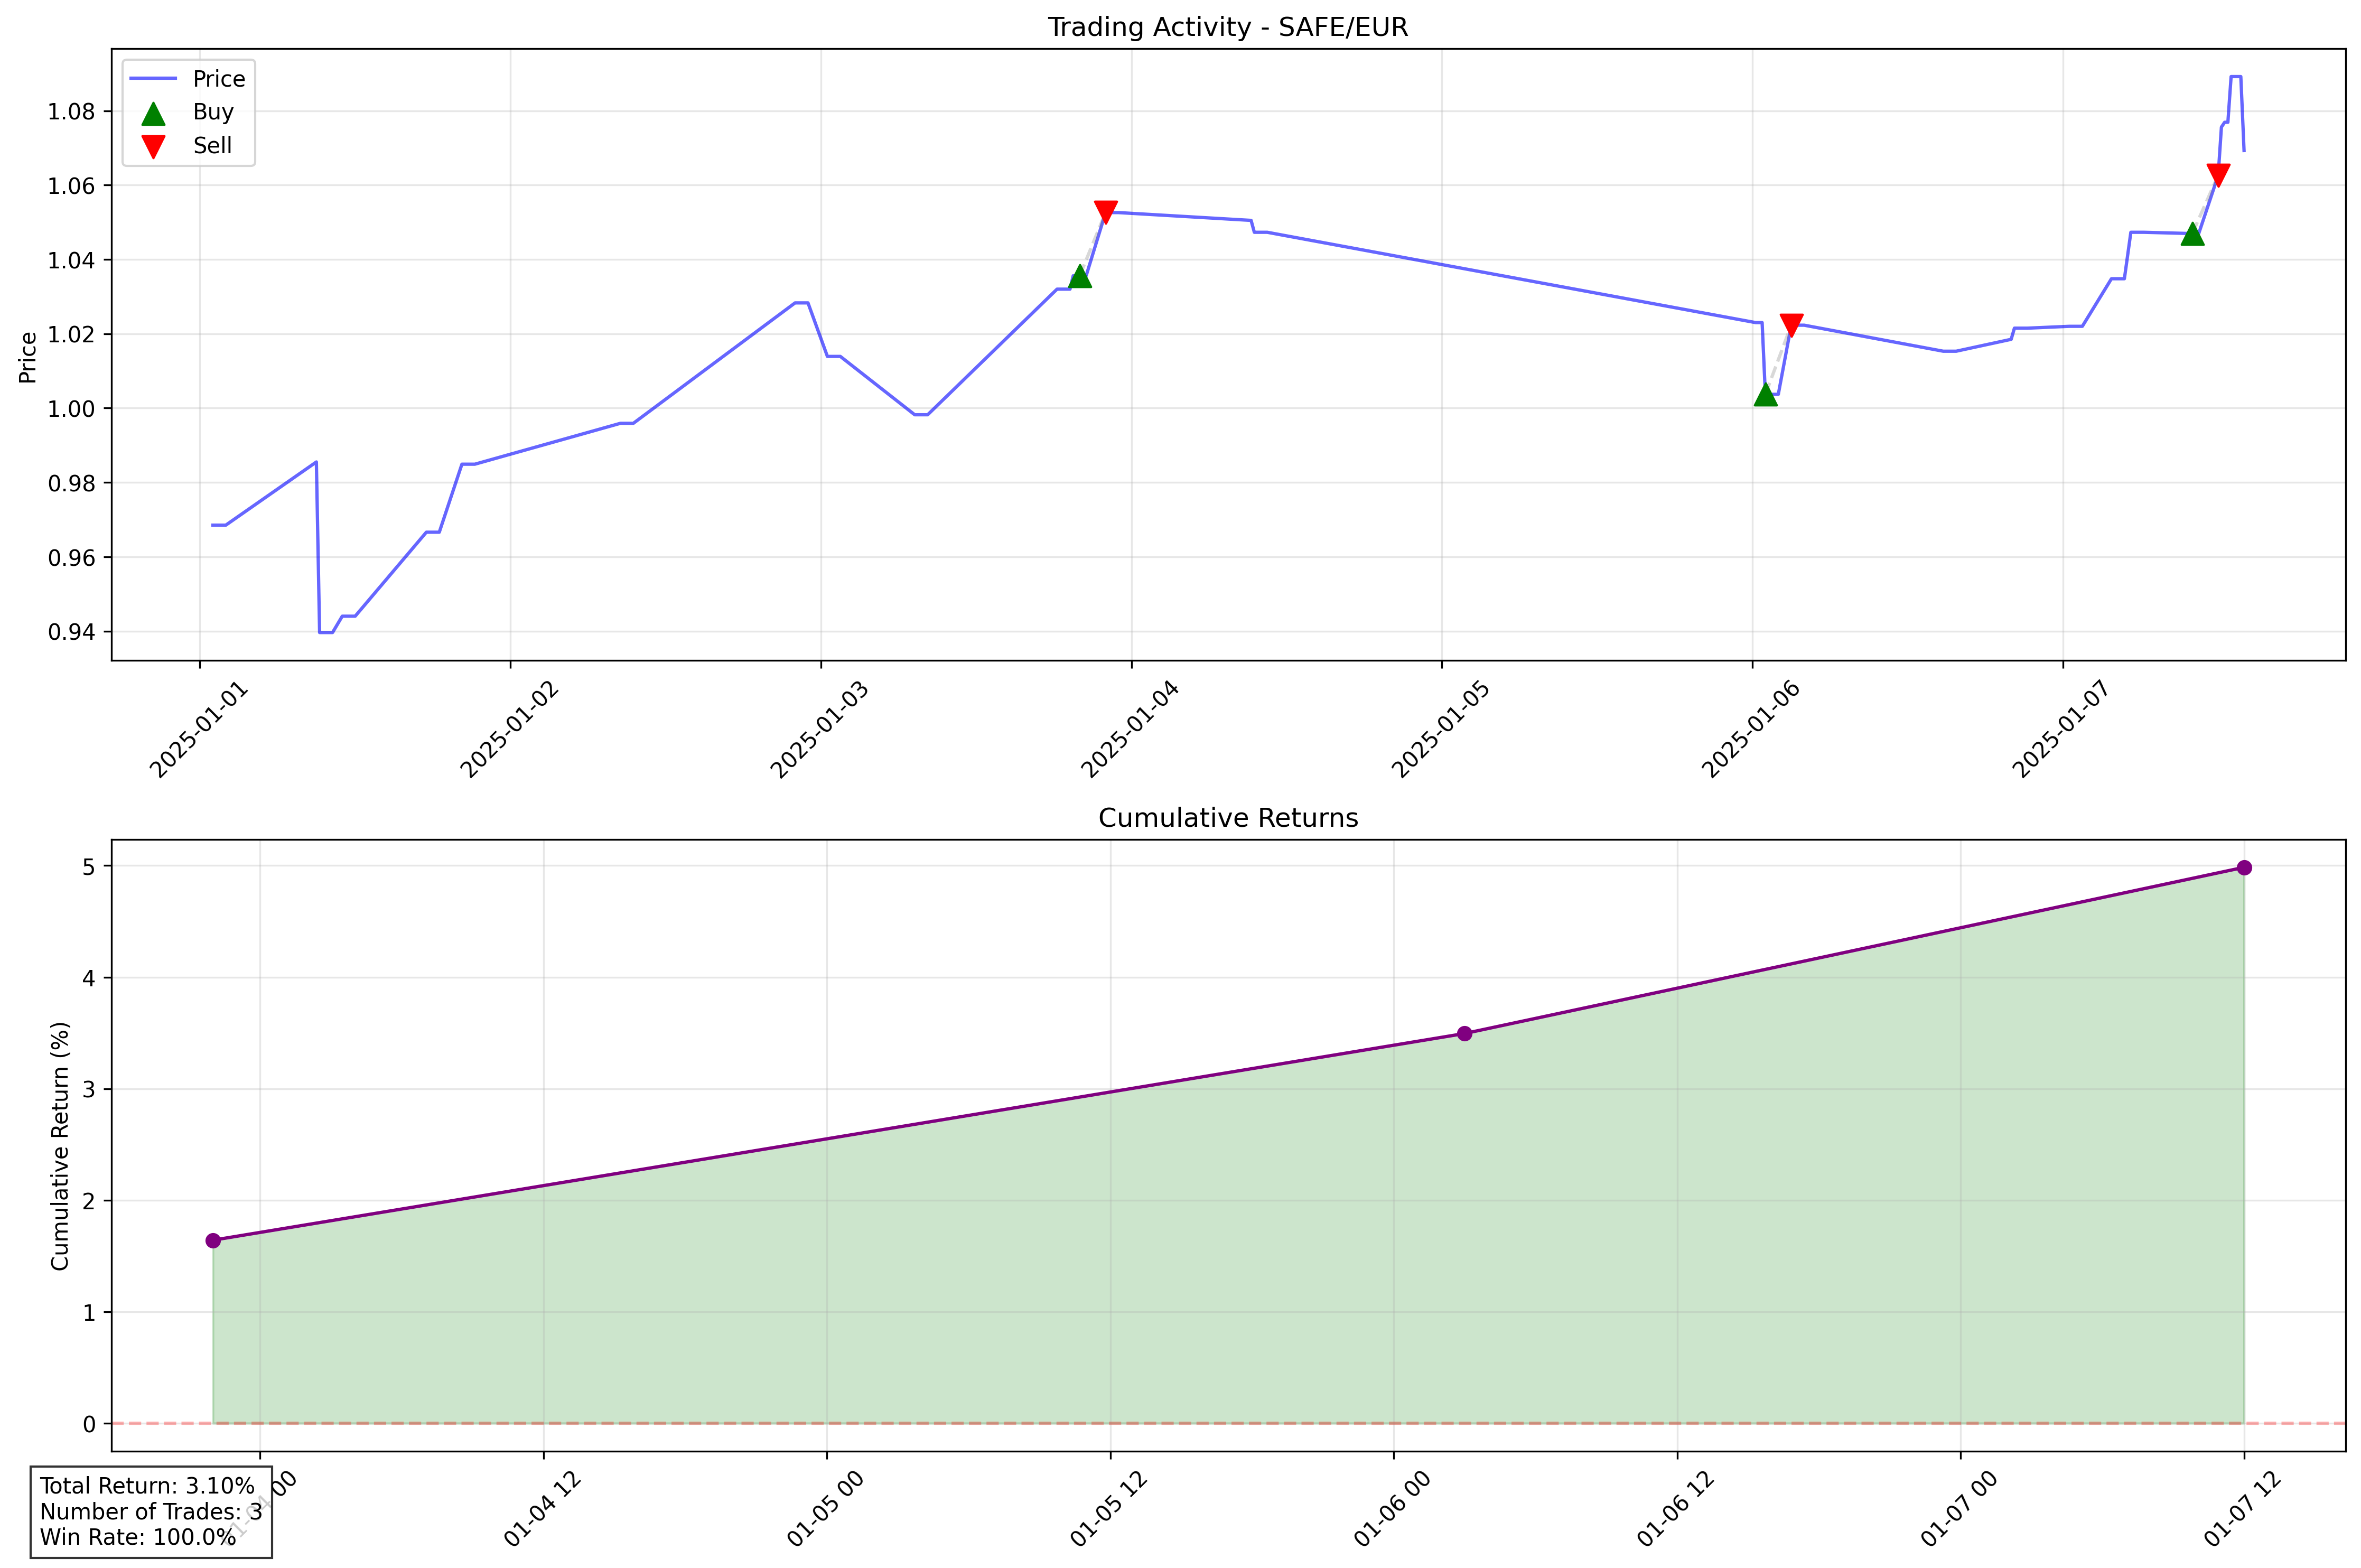 Trading Activity - SAFE/EUR
Price
Buy
Sell
Price
1.08
1.06
1.04
1.02
1.00
0.98
0.96
0.94
2025-01-01
2025-01-02
2025-01-03
2025-01-04
2025-01-05
2025-01-06
2025-01-07
Cumulative Returns
Cumulative Return (%)
5
4
3
2
1
0
01-04 00
01-04 12
01-05 00
01-05 12
01-06 00
01-06 12
01-07 00
01-07 12
Total Return: 3.10%
Number of Trades: 3
Win Rate: 100.0%